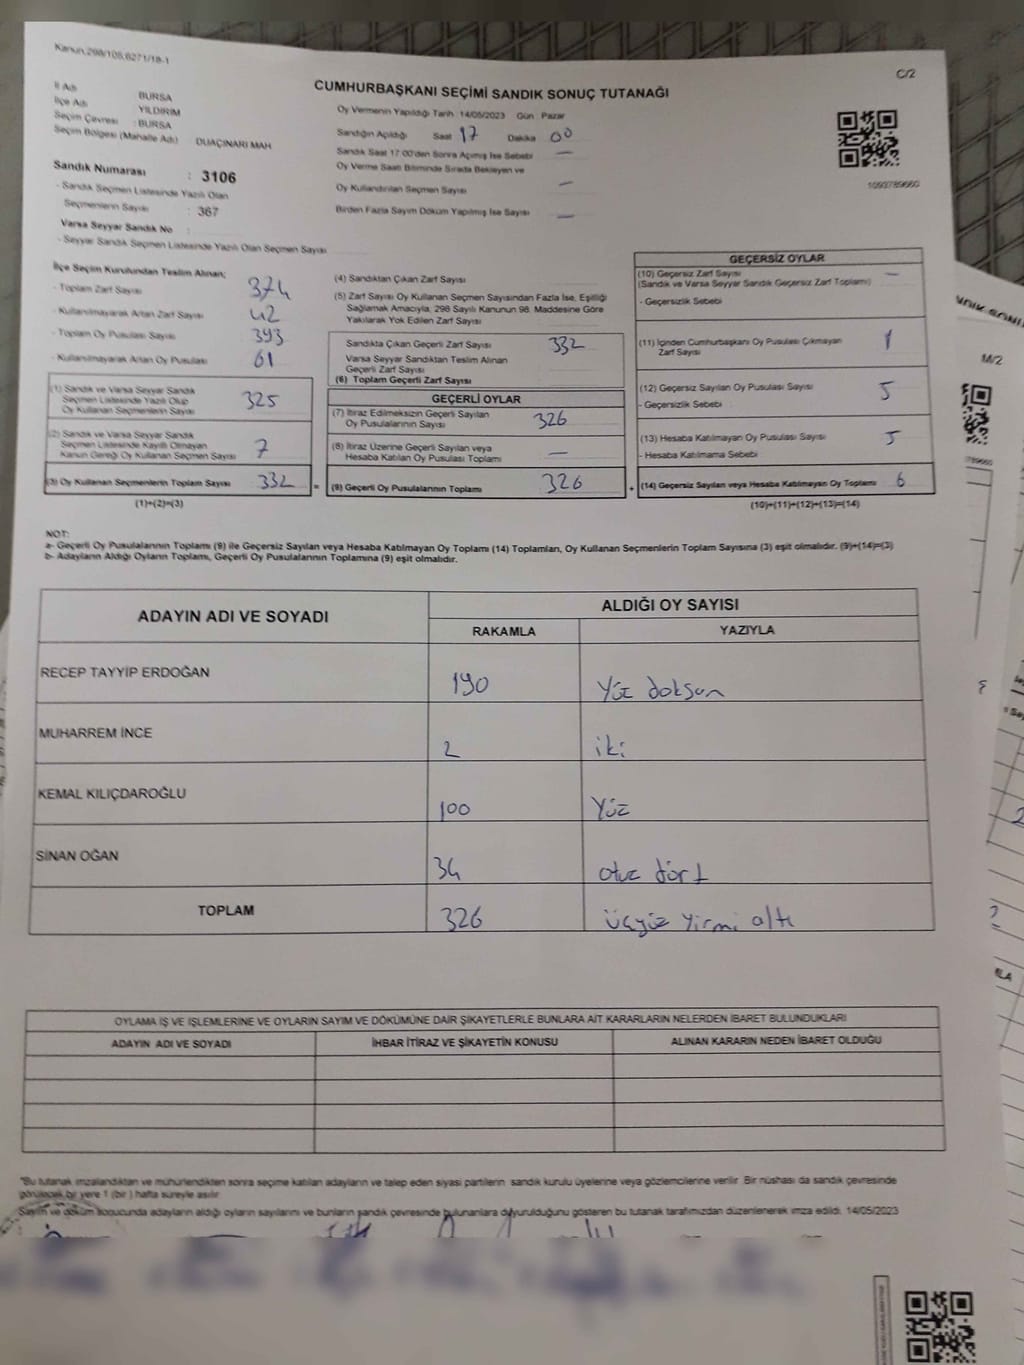 Kanun,298/105,6271/18-1
C/2
CUMHURBAŞKANI SEÇİMİ SANDIK SONUÇ TUTANAĞI
İl Adı BURSA
İlçe Adı YILDIRIM
Seçim Çevresi : BURSA
Seçim Bölgesi (Mahalle Adı) : DUAÇINARI MAH
Sandık Numarası : 3106
- Sandık Seçmen Listesinde Yazılı Olan
Seçmenlerin Sayısı : 367
Varsa Seyyar Sandık No :
- Seyyar Sandık Seçmen Listesinde Yazılı Olan Seçmen Sayısı
Oy Vermenin Yapıldığı Tarih :14/05/2023 Gün Pazar
Sandığın Açıldığı Saat 17 Dakika 00
Sandık Saat 17:00'den Sonra Açımış İse Sebebi —
Oy Verme Saati Bitiminde Sırada Bekleyen ve
Oy Kullandırılan Seçmen Sayısı —
Birden Fazla Sayım Döküm Yapılmış İse Sayısı —
1093789660
İlçe Seçim Kurulundan Teslim Alınan;
- Toplam Zarf Sayısı 374
- Kullanılmayarak Artan Zarf Sayısı 42
- Toplam Oy Pusulası Sayısı 393
- Kullanılmayarak Artan Oy Pusulası 61
(1) Sandık ve Varsa Seyyar Sandık
Seçmen Listesinde Yazılı Olup
Oy Kullanan Seçmenlerin Sayısı 325
(2) Sandık ve Varsa Seyyar Sandık
Seçmen Listesinde Kayıtlı Olmayan
Kanun Gereği Oy Kullanan Seçmen Sayısı 7
(3) Oy Kullanan Seçmenlerin Toplam Sayısı 332 =
(1)+(2)=(3)
(4) Sandıktan Çıkan Zarf Sayısı
(5) Zarf Sayısı Oy Kullanan Seçmen Sayısından Fazla İse, Eşitliği
Sağlamak Amacıyla, 298 Sayılı Kanunun 98. Maddesine Göre
Yakılarak Yok Edilen Zarf Sayısı
Sandıkta Çıkan Geçerli Zarf Sayısı 332
Varsa Seyyar Sandıktan Teslim Alınan
Geçerli Zarf Sayısı
(6) Toplam Geçerli Zarf Sayısı
GEÇERLİ OYLAR
(7) İtiraz Edilmeksizin Geçerli Sayılan
Oy Pusulalarının Sayısı 326
(8) İtiraz Üzerine Geçerli Sayılan veya
Hesaba Katılan Oy Pusulası Toplamı —
(9) Geçerli Oy Pusulalarının Toplamı 326 +
GEÇERSİZ OYLAR
(10) Geçersiz Zarf Sayısı —
(Sandık ve Varsa Seyyar Sandık Geçersiz Zarf Toplamı)
- Geçersizlik Sebebi
(11) İçinden Cumhurbaşkanı Oy Pusulası Çıkmayan
Zarf Sayısı 1
(12) Geçersiz Sayılan Oy Pusulası Sayısı 5
- Geçersizlik Sebebi
(13) Hesaba Katılmayan Oy Pusulası Sayısı 5
- Hesaba Katılmama Sebebi
(14) Geçersiz Sayılan veya Hesaba Katılmayan Oy Toplamı 6
(10)+(11)+(12)+(13)=(14)
NOT:
a- Geçerli Oy Pusulalarının Toplamı (9) ile Geçersiz Sayılan veya Hesaba Katılmayan Oy Toplamı (14) Toplamları, Oy Kullanan Seçmenlerin Toplam Sayısına (3) eşit olmalıdır. (9)+(14)=(3)
b- Adayların Aldığı Oyların Toplamı, Geçerli Oy Pusulalarının Toplamına (9) eşit olmalıdır.
ADAYIN ADI VE SOYADI
ALDIĞI OY SAYISI
RAKAMLA YAZIYLA
RECEP TAYYİP ERDOĞAN 190 Yüz doksan
MUHARREM İNCE 2 iki
KEMAL KILIÇDAROĞLU 100 Yüz
SİNAN OĞAN 34 otuz dört
TOPLAM 326 üçyüz yirmi altı
OYLAMA İŞ VE İŞLEMLERİNE VE OYLARIN SAYIM VE DÖKÜMÜNE DAİR ŞİKAYETLERLE BUNLARA AİT KARARLARIN NELERDEN İBARET BULUNDUKLARI
ADAYIN ADI VE SOYADI İHBAR İTİRAZ VE ŞİKAYETİN KONUSU ALINAN KARARIN NEDEN İBARET OLDUĞU
"Bu tutanak imzalandıktan ve mühürlendikten sonra seçime katılan adayların ve talep eden siyasi partilerin sandık kurulu üyelerine veya gözlemcilerine verilir. Bir nüshası da sandık çevresinde
görülecek bir yere 1 (bir ) hafta süreyle asılır.
Sayım ve döküm sonucunda adayların aldığı oyların sayılarını ve bunların sandık çevresinde bulunanlara duyurulduğunu gösteren bu tutanak tarafımızdan düzenlenerek imza edildi. 14/05/2023
M/2